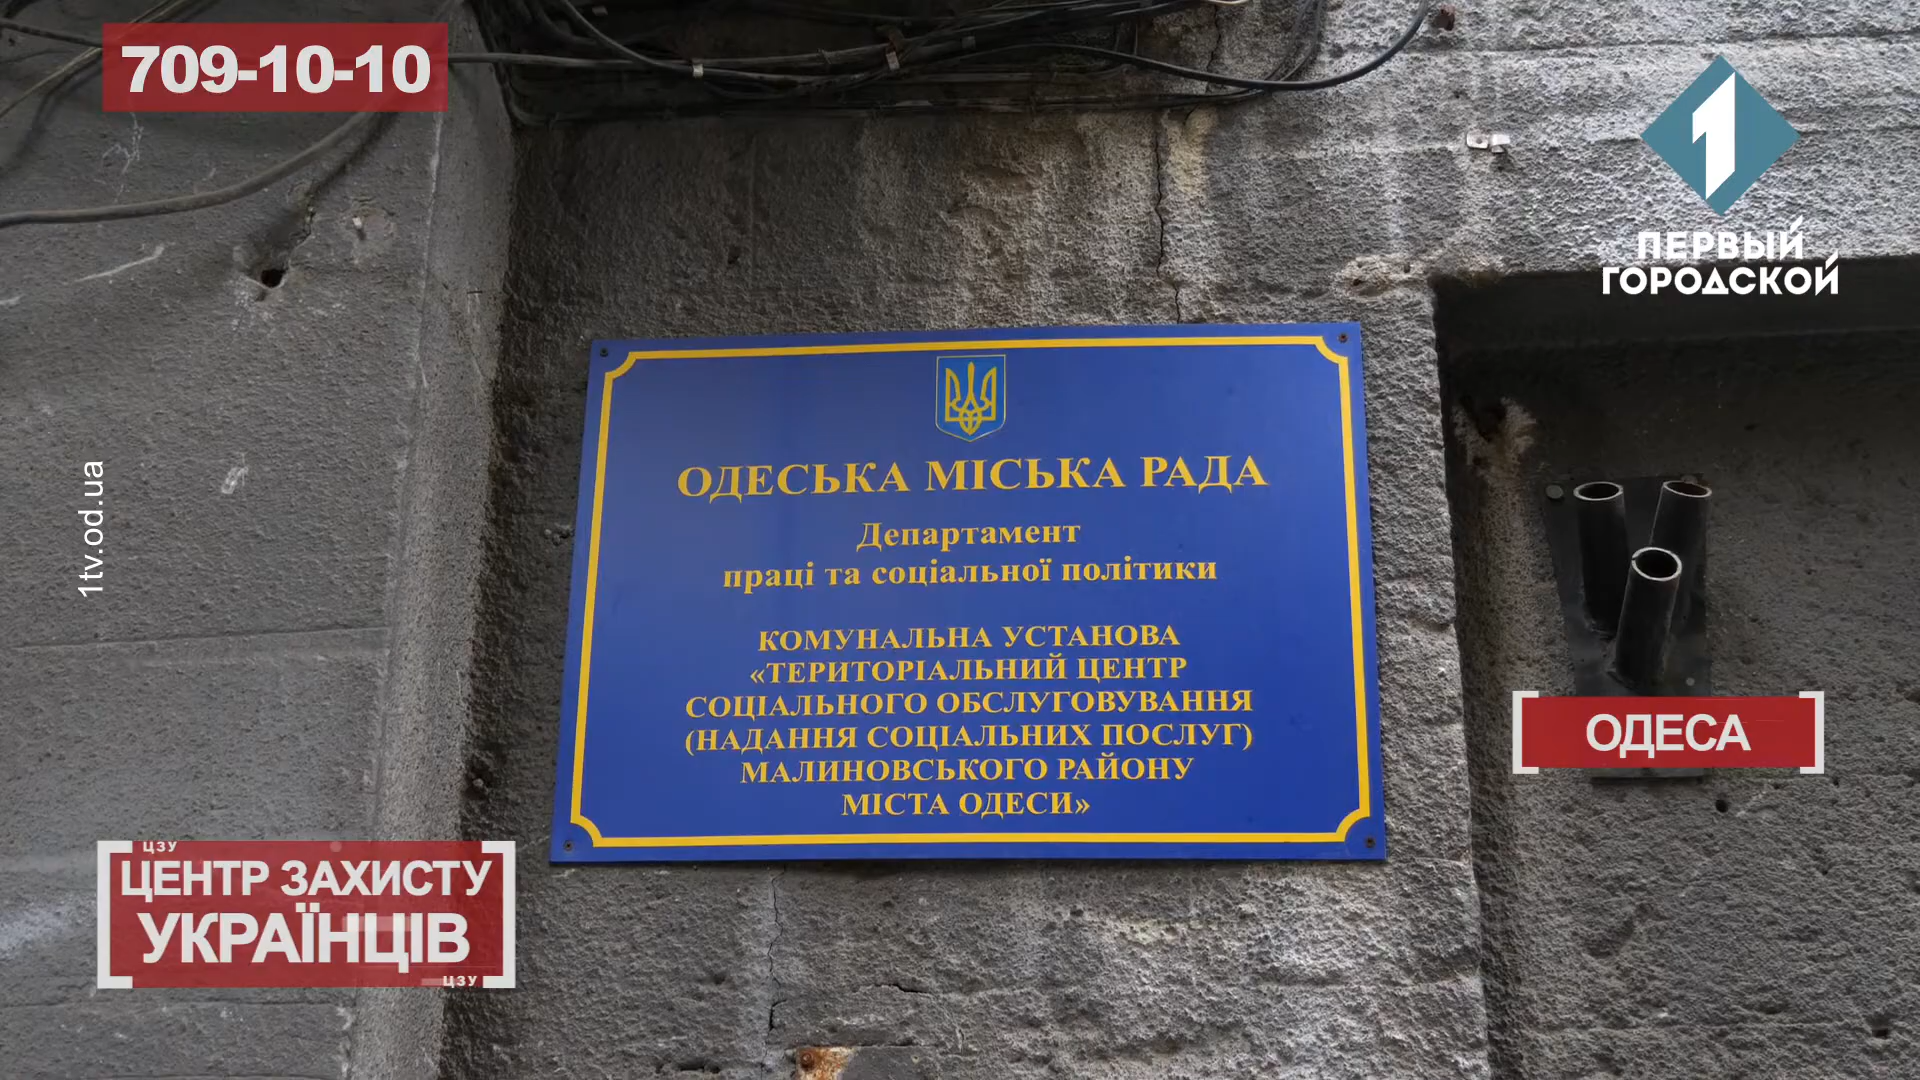 709-10-10
1
ПЕРВЫЙ
ГОРОДСКОЙ
1tv.od.ua
ОДЕСЬКА МІСЬКА РАДА
Департамент
праці та соціальної політики
КОМУНАЛЬНА УСТАНОВА
«ТЕРИТОРІАЛЬНИЙ ЦЕНТР
СОЦІАЛЬНОГО ОБСЛУГОВУВАННЯ
(НАДАННЯ СОЦІАЛЬНИХ ПОСЛУГ)
МАЛИНОВСЬКОГО РАЙОНУ
МІСТА ОДЕСИ»
ОДЕСА
ЦЗУ
ЦЕНТР ЗАХИСТУ
УКРАЇНЦІВ
ЦЗУ